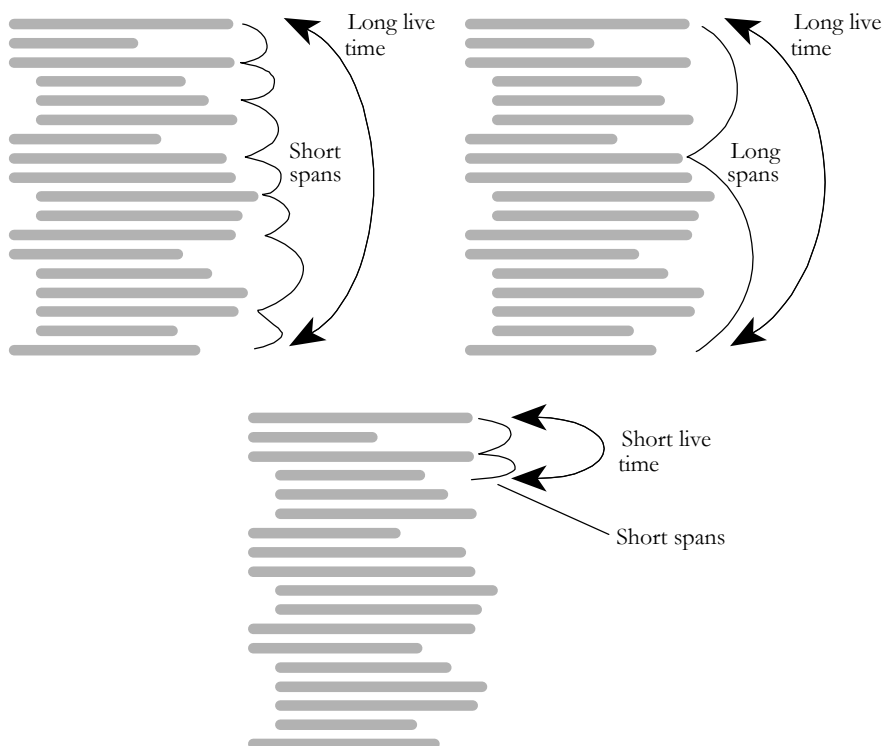 Long live
time
Short
spans
Long live
time
Long
spans
Short live
time
Short spans